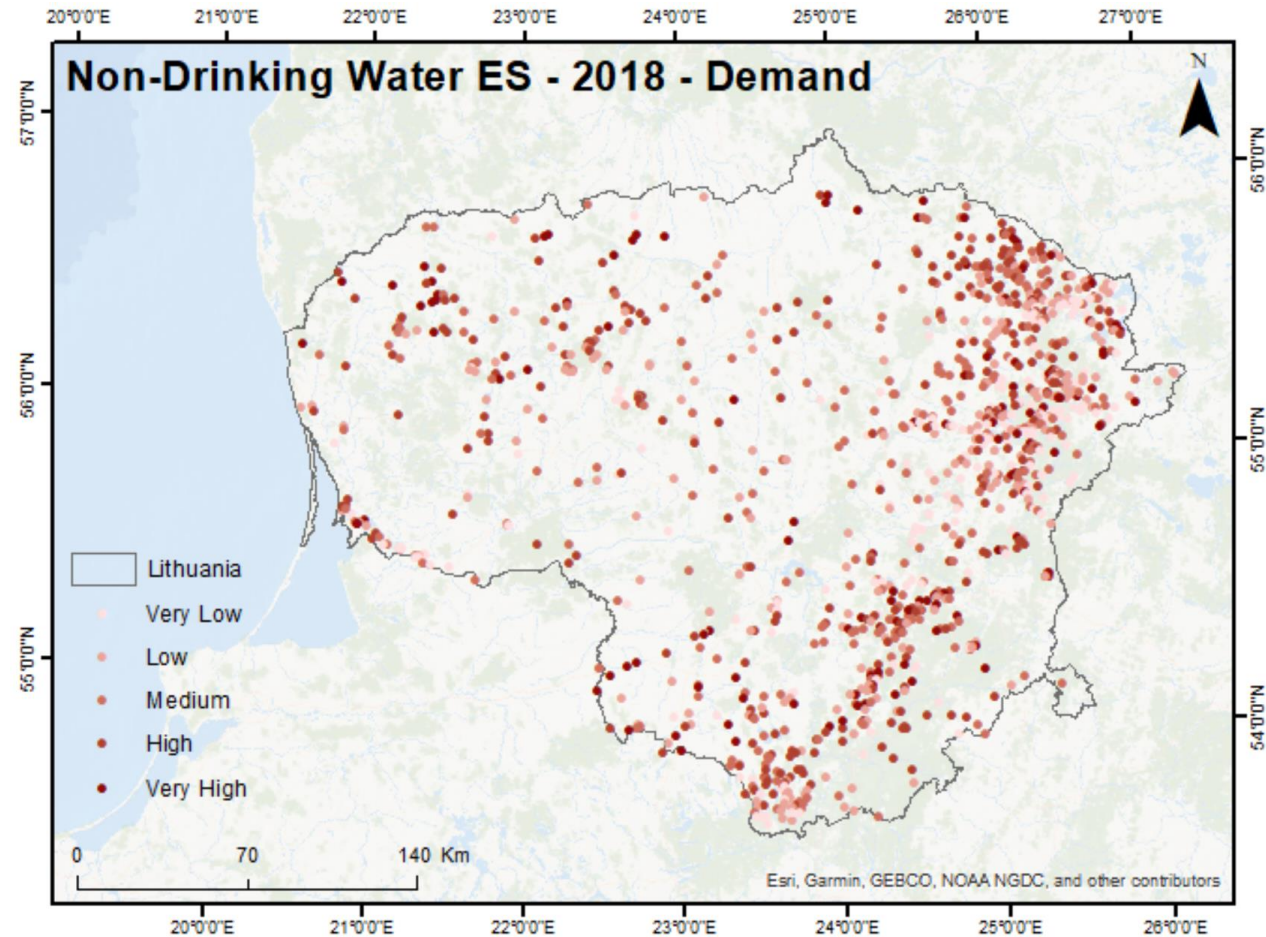 20°0'0"E 21°0'0"E 22°0'0"E 23°0'0"E 24°0'0"E 25°0'0"E 26°0'0"E 27°0'0"E
Non-Drinking Water ES - 2018 - Demand
N
57°0'0"N
56°0'0"N
56°0'0"N
55°0'0"N
Lithuania
Very Low
Low
55°0'0"N
Medium
54°0'0"N
High
Very High
0 70 140 Km
Esri, Garmin, GEBCO, NOAA NGDC, and other contributors
20°0'0"E 21°0'0"E 22°0'0"E 23°0'0"E 24°0'0"E 25°0'0"E 26°0'0"E